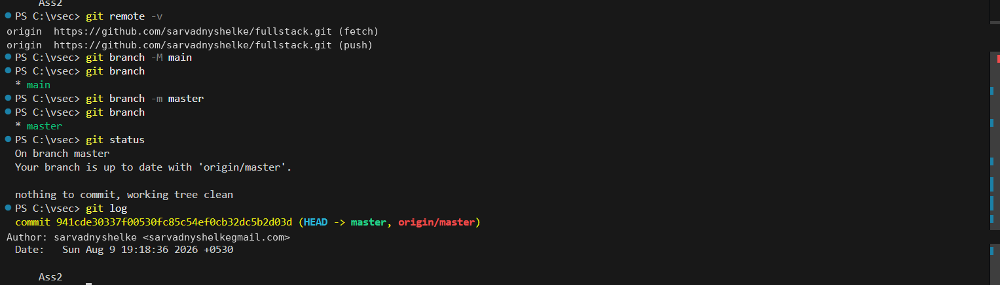 Ass2
PS C:\vsec> git remote -v
origin  https://github.com/sarvadnyshelke/fullstack.git (fetch)
origin  https://github.com/sarvadnyshelke/fullstack.git (push)
PS C:\vsec> git branch -M main
PS C:\vsec> git branch
* main
PS C:\vsec> git branch -m master
PS C:\vsec> git branch
* master
PS C:\vsec> git status
On branch master
Your branch is up to date with 'origin/master'.
nothing to commit, working tree clean
PS C:\vsec> git log
commit 941cde30337f00530fc85c54ef0cb32dc5b2d03d (HEAD -> master, origin/master)
Author: sarvadnyshelke <sarvadnyshelkegmail.com>
Date:   Sun Aug 9 19:18:36 2026 +0530
Ass2